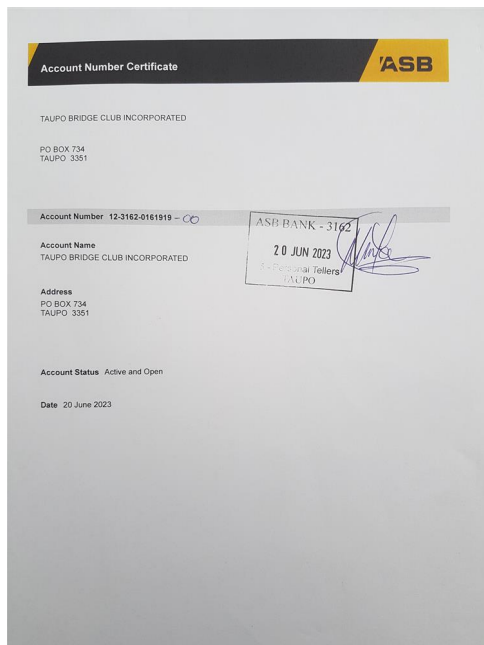 Account Number Certificate
ASB
TAUPO BRIDGE CLUB INCORPORATED
PO BOX 734
TAUPO 3351
Account Number 12-3162-0161919 - 00
ASB BANK - 3162
20 JUN 2023
Personal Tellers
TAUPO
Account Name
TAUPO BRIDGE CLUB INCORPORATED
Address
PO BOX 734
TAUPO 3351
Account Status Active and Open
Date 20 June 2023